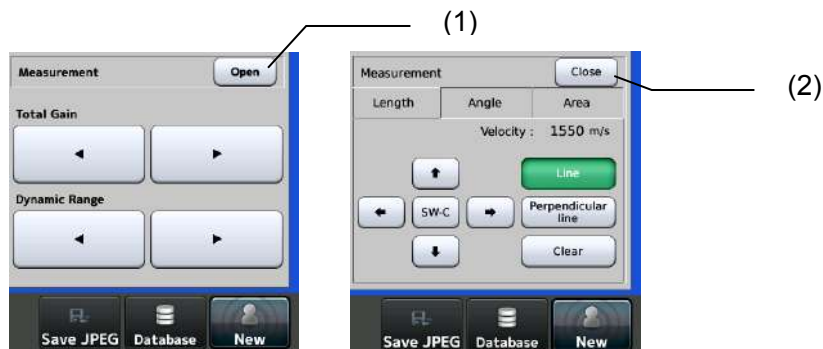 (1)
Measurement Open
Total Gain
Dynamic Range
Save JPEG Database New
(2)
Measurement Close
Length Angle Area
Velocity : 1550 m/s
Line
SW-C
Perpendicular
line
Clear
Save JPEG Database New